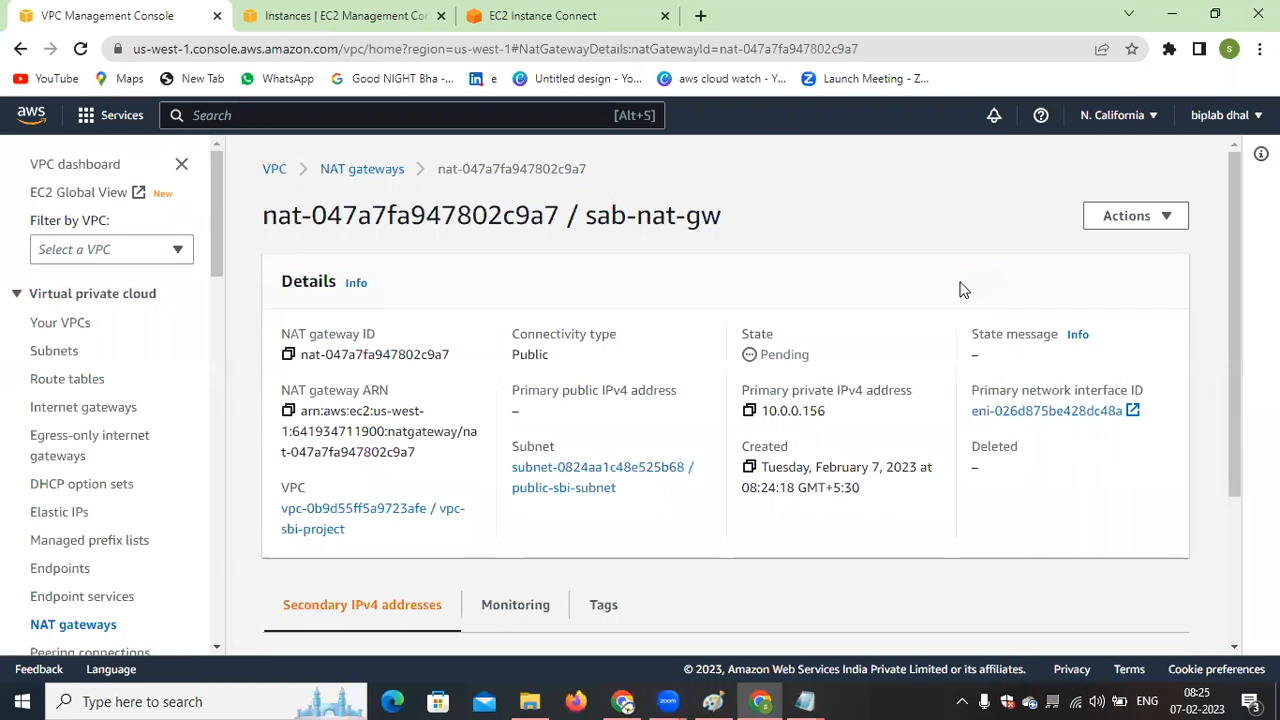 VPC Management Console
Instances | EC2 Management Con
EC2 Instance Connect
us-west-1.console.aws.amazon.com/vpc/home?region=us-west-1#NatGatewayDetails:natGatewayId=nat-047a7fa947802c9a7
S
YouTube
Maps
New Tab
WhatsApp
Good NIGHT Bha -...
e
Untitled design - Yo...
aws cloud watch - Y...
Launch Meeting - Z...
aws
Services
Search
[Alt+S]
N. California
biplab dhal
VPC dashboard
EC2 Global View
New
Filter by VPC:
Select a VPC
Virtual private cloud
Your VPCs
Subnets
Route tables
Internet gateways
Egress-only internet
gateways
DHCP option sets
Elastic IPs
Managed prefix lists
Endpoints
Endpoint services
NAT gateways
Peering connections
VPC
NAT gateways
nat-047a7fa947802c9a7
nat-047a7fa947802c9a7 / sab-nat-gw
Actions
Details
Info
NAT gateway ID
nat-047a7fa947802c9a7
Connectivity type
Public
State
Pending
State message
Info
–
NAT gateway ARN
arn:aws:ec2:us-west-
1:641934711900:natgateway/na
t-047a7fa947802c9a7
Primary public IPv4 address
–
Primary private IPv4 address
10.0.0.156
Primary network interface ID
eni-026d875be428dc48a
VPC
vpc-0b9d55ff5a9723afe / vpc-
sbi-project
Subnet
subnet-0824aa1c48e525b68 /
public-sbi-subnet
Created
Tuesday, February 7, 2023 at
08:24:18 GMT+5:30
Deleted
–
Secondary IPv4 addresses
Monitoring
Tags
Feedback
Language
© 2023, Amazon Web Services India Private Limited or its affiliates.
Privacy
Terms
Cookie preferences
Type here to search
zoom
ENG
08:25
07-02-2023
3